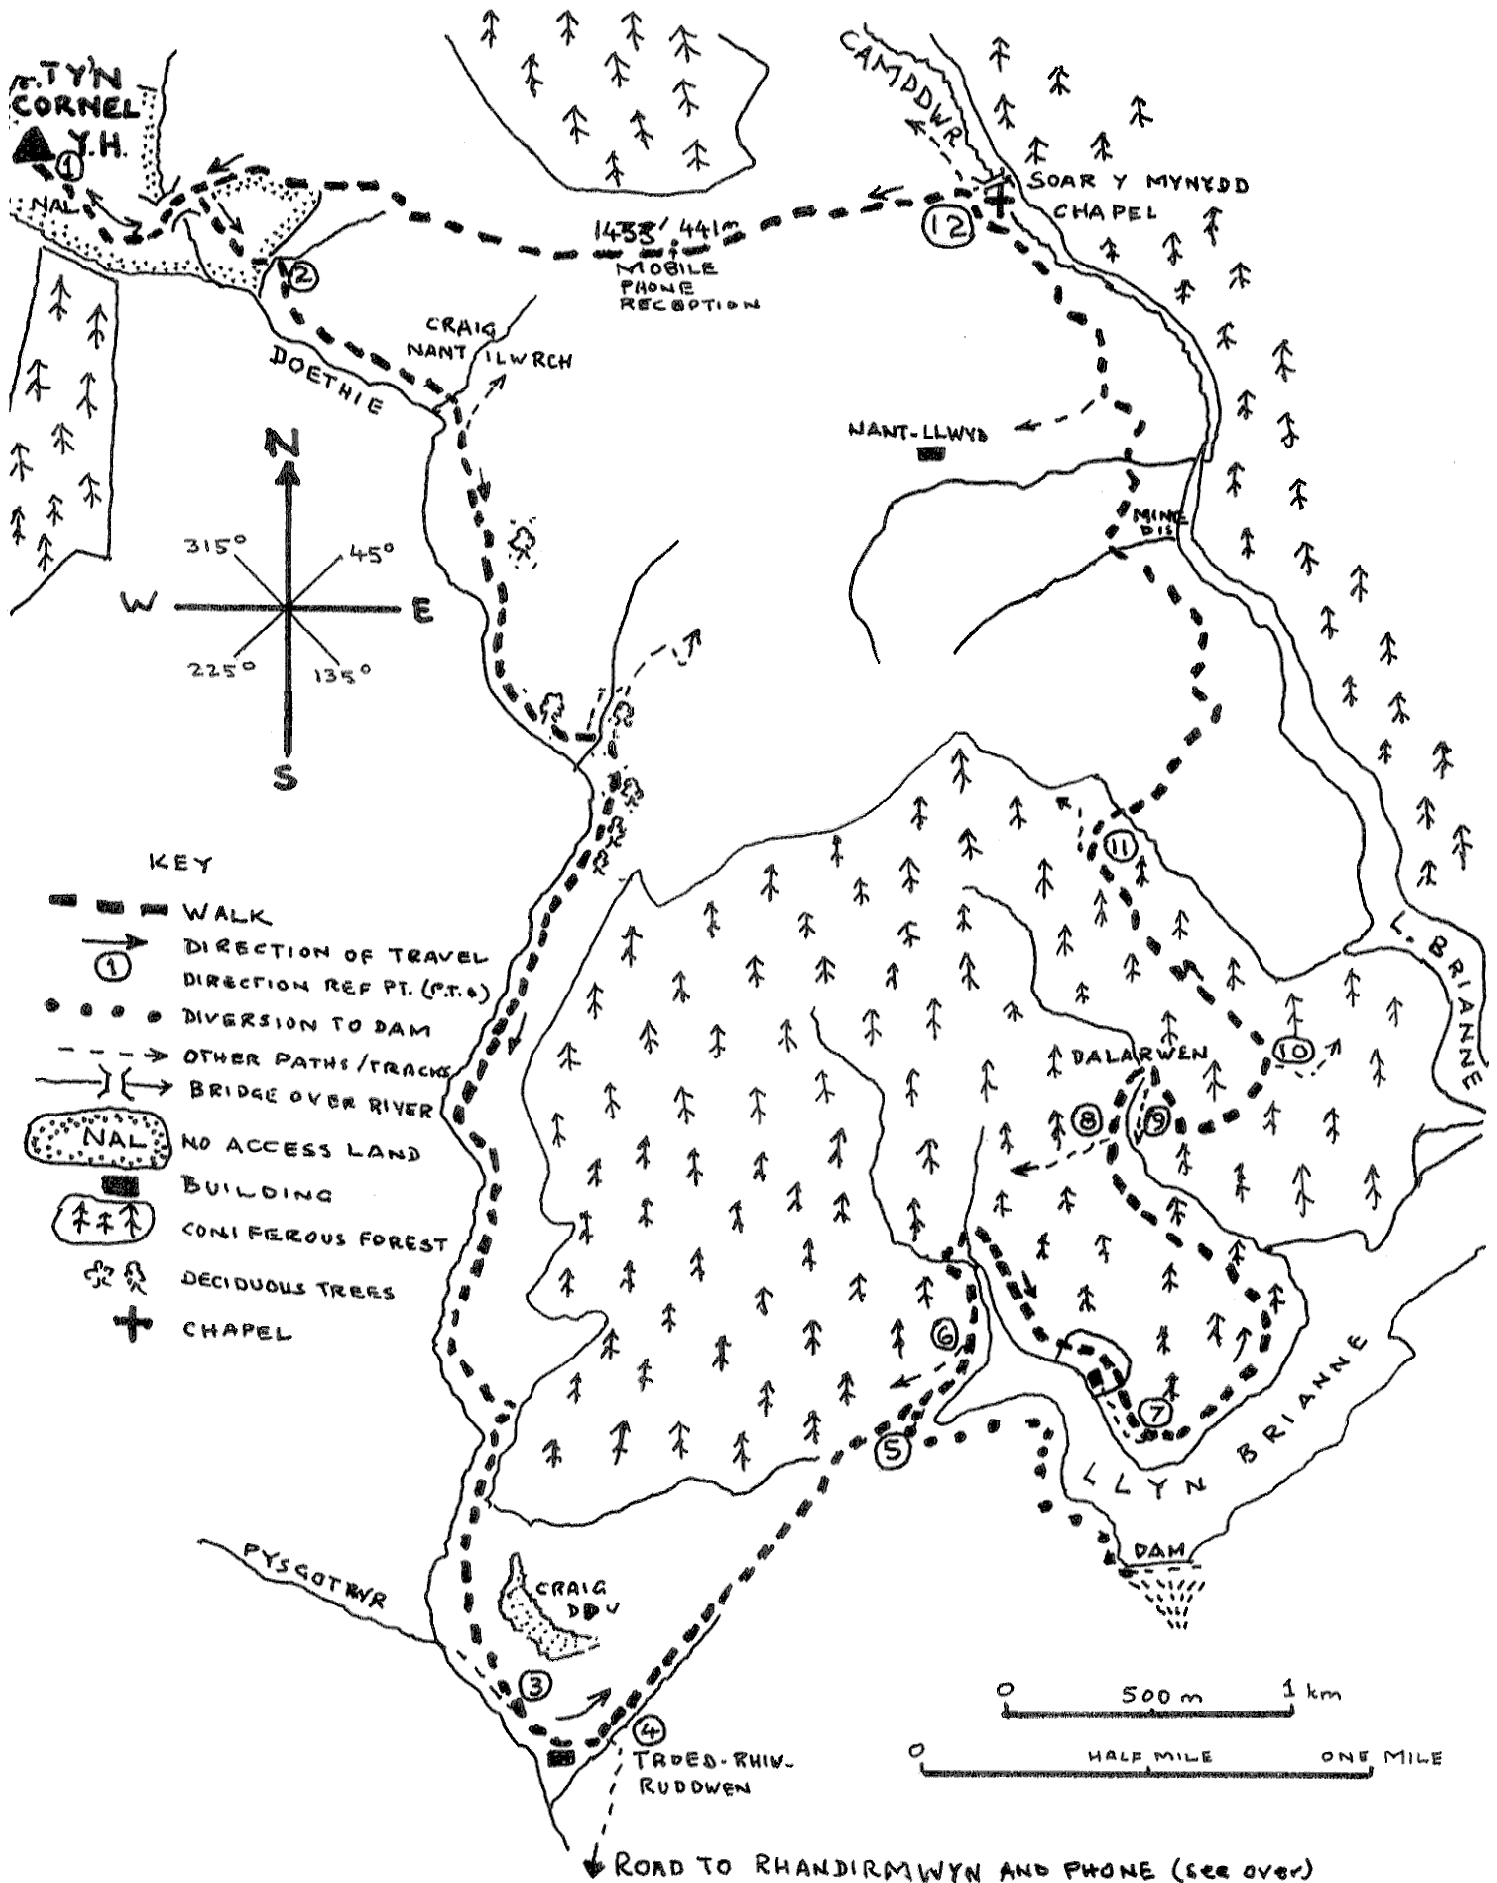 TY'N
CORNEL
Y.H.
1
NAL
2
CAMDDWR
SOAR Y MYNYDD
CHAPEL
12
1433' 441m
MOBILE
PHONE
RECEPTION
CRAIG
NANT ILWRCH
DOETHIE
NANT-LLWYD
MINE
DIS
N
315° 45°
W E
225° 135°
S
KEY
WALK
DIRECTION OF TRAVEL
1
DIRECTION REF PT. (P.T.O)
DIVERSION TO DAM
OTHER PATHS/TRACKS
BRIDGE OVER RIVER
NAL NO ACCESS LAND
BUILDING
CONIFEROUS FOREST
DECIDUOUS TREES
CHAPEL
11
L. BRIANNE
10
DALARWEN
8
9
6
7
5
LLYN BRIANNE
DAM
PYSGOTWR
CRAIG
DDU
3
4
TROED-RHIW-
RUDDWEN
0 500 m 1 km
0 HALF MILE ONE MILE
ROAD TO RHANDIRMWYN AND PHONE (see over)